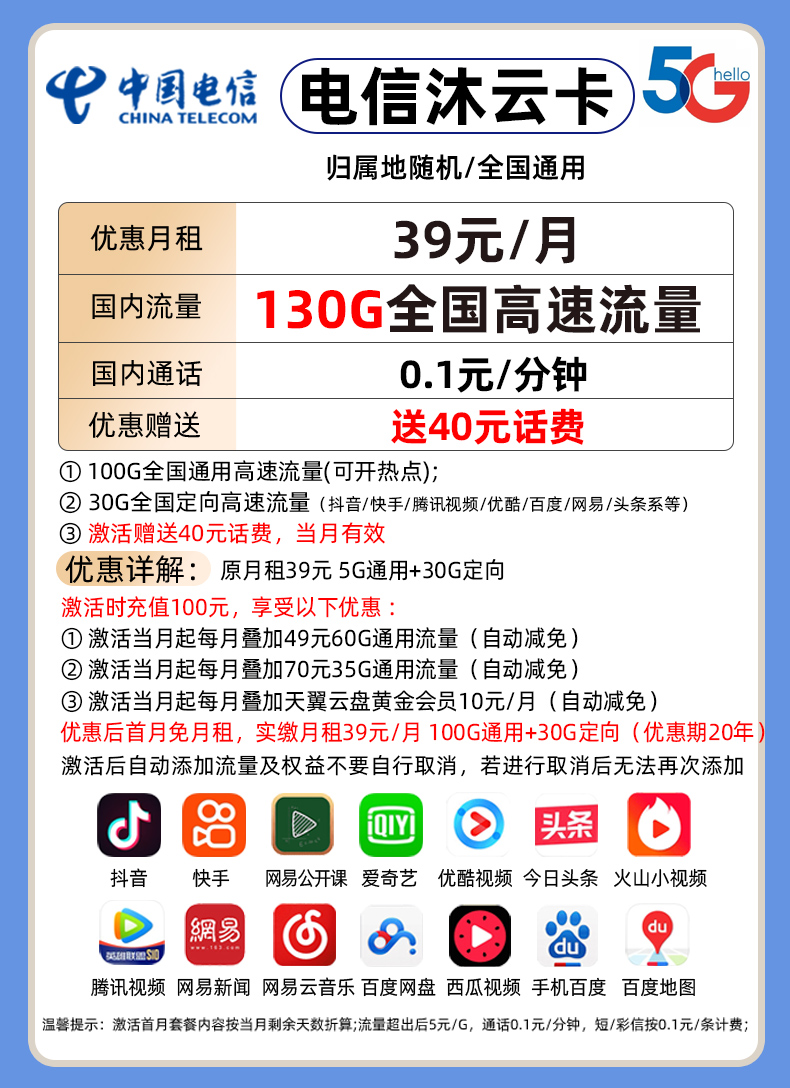 中国电信
CHINA TELECOM
电信沐云卡
5G hello
归属地随机/全国通用
优惠月租 39元/月
国内流量 130G全国高速流量
国内通话 0.1元/分钟
优惠赠送 送40元话费
① 100G全国通用高速流量(可开热点);
② 30G全国定向高速流量（抖音/快手/腾讯视频/优酷/百度/网易/头条系等）
③ 激活赠送40元话费，当月有效
优惠详解： 原月租39元 5G通用+30G定向
激活时充值100元，享受以下优惠：
① 激活当月起每月叠加49元60G通用流量（自动减免）
② 激活当月起每月叠加70元35G通用流量（自动减免）
③ 激活当月起每月叠加天翼云盘黄金会员10元/月（自动减免）
优惠后首月免月租，实缴月租39元/月 100G通用+30G定向（优惠期20年）
激活后自动添加流量及权益不要自行取消，若进行取消后无法再次添加
iQIYI 头条
抖音 快手 网易公开课 爱奇艺 优酷视频 今日头条 火山小视频
英雄联盟S10 網易 www.163.com du du
腾讯视频 网易新闻 网易云音乐 百度网盘 西瓜视频 手机百度 百度地图
温馨提示：激活首月套餐内容按当月剩余天数折算;流量超出后5元/G，通话0.1元/分钟，短/彩信按0.1元/条计费；